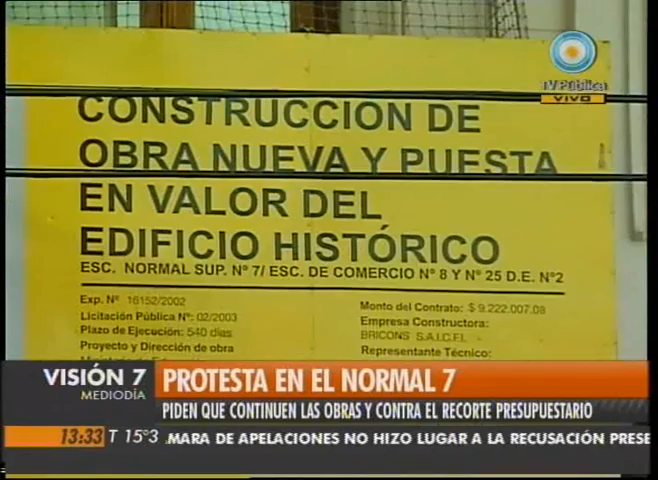 TV Pública
VIVO
CONSTRUCCION DE
OBRA NUEVA Y PUESTA
EN VALOR DEL
EDIFICIO HISTÓRICO
ESC. NORMAL SUP. Nº 7/ ESC. DE COMERCIO Nº 8 Y Nº 25 D.E. Nº2
Exp. Nº 16152/2002
Licitación Pública Nº: 02/2003
Plazo de Ejecución: 540 días
Proyecto y Dirección de obra
Monto del Contrato: $ 9.222.007.08
Empresa Constructora:
BRICONS S.A.I.C.F.I.
Representante Técnico:
VISIÓN 7
MEDIODÍA
PROTESTA EN EL NORMAL 7
PIDEN QUE CONTINUEN LAS OBRAS Y CONTRA EL RECORTE PRESUPUESTARIO
13:33 T 15°3 .MARA DE APELACIONES NO HIZO LUGAR A LA RECUSACIÓN PRESE